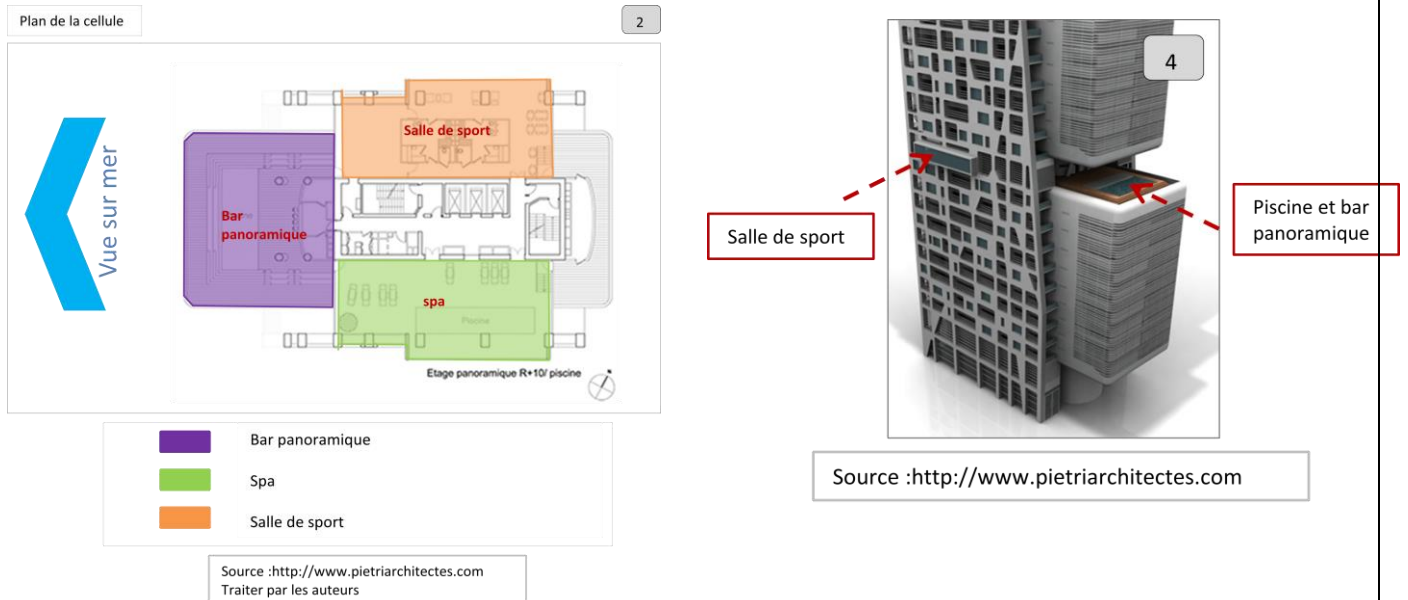 Plan de la cellule
2
Vue sur mer
Salle de sport
Bar
panoramique
spa
Piscine
Etage panoramique R+10/ piscine
Bar panoramique
Spa
Salle de sport
Source :http://www.pietriarchitectes.com
Traiter par les auteurs
4
Salle de sport
Piscine et bar
panoramique
Source :http://www.pietriarchitectes.com